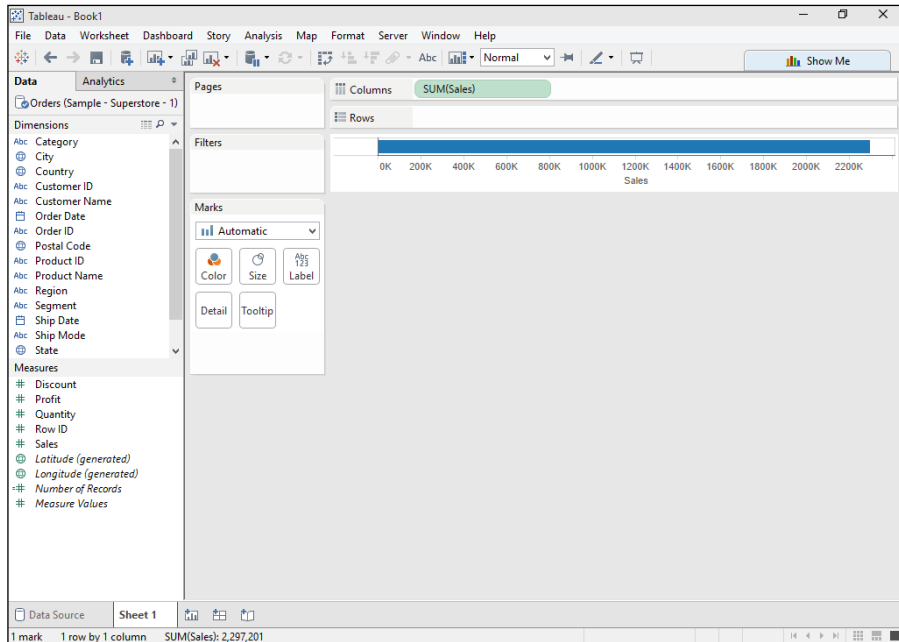 Tableau - Book1
File Data Worksheet Dashboard Story Analysis Map Format Server Window Help
Abc Normal Show Me
Data Analytics
Orders (Sample - Superstore - 1)
Dimensions
Abc Category
City
Country
Abc Customer ID
Abc Customer Name
Order Date
Abc Order ID
Postal Code
Abc Product ID
Abc Product Name
Abc Region
Abc Segment
Ship Date
Abc Ship Mode
State
Measures
# Discount
# Profit
# Quantity
# Row ID
# Sales
Latitude (generated)
Longitude (generated)
=# Number of Records
# Measure Values
Pages
Filters
Marks
Automatic
Color Size Abc 123 Label
Detail Tooltip
Columns SUM(Sales)
Rows
0K 200K 400K 600K 800K 1000K 1200K 1400K 1600K 1800K 2000K 2200K
Sales
Data Source Sheet 1
1 mark 1 row by 1 column SUM(Sales): 2,297,201